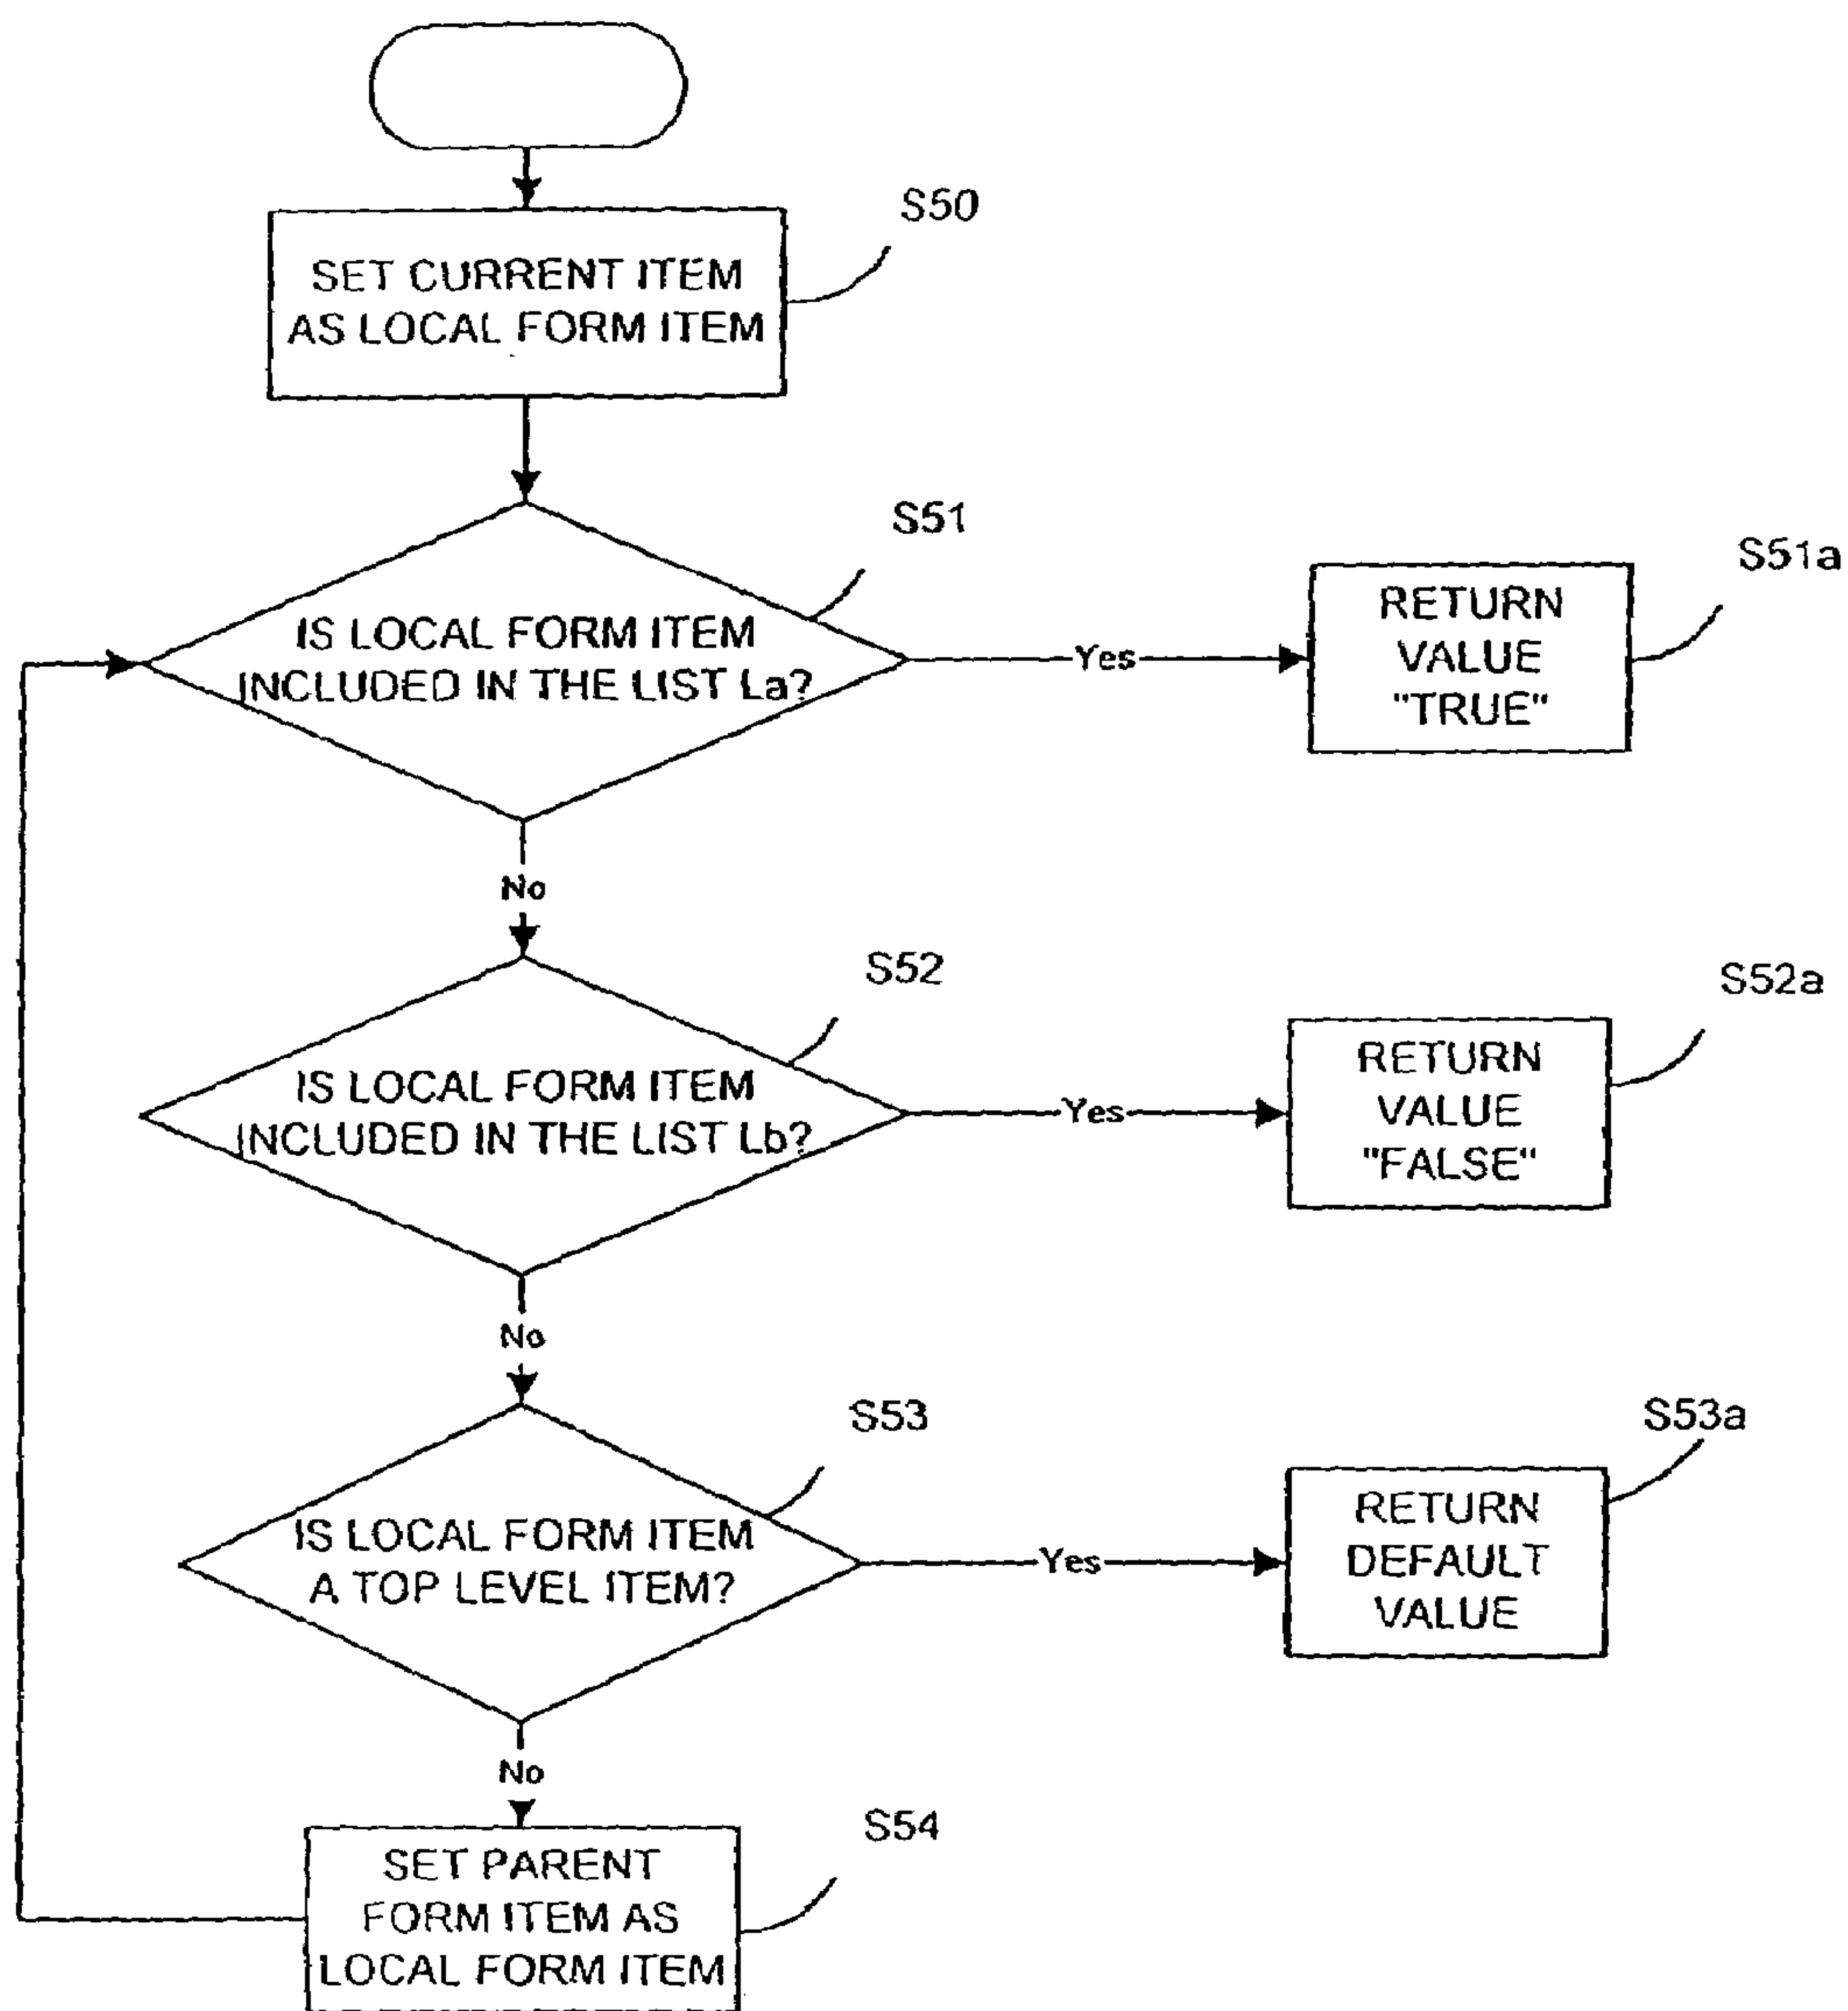 S50
SET CURRENT ITEM
AS LOCAL FORM ITEM
S51
IS LOCAL FORM ITEM
INCLUDED IN THE LIST La?
Yes
S51a
RETURN
VALUE
"TRUE"
No
S52
IS LOCAL FORM ITEM
INCLUDED IN THE LIST Lb?
Yes
S52a
RETURN
VALUE
"FALSE"
No
S53
IS LOCAL FORM ITEM
A TOP LEVEL ITEM?
Yes
S53a
RETURN
DEFAULT
VALUE
No
S54
SET PARENT
FORM ITEM AS
LOCAL FORM ITEM